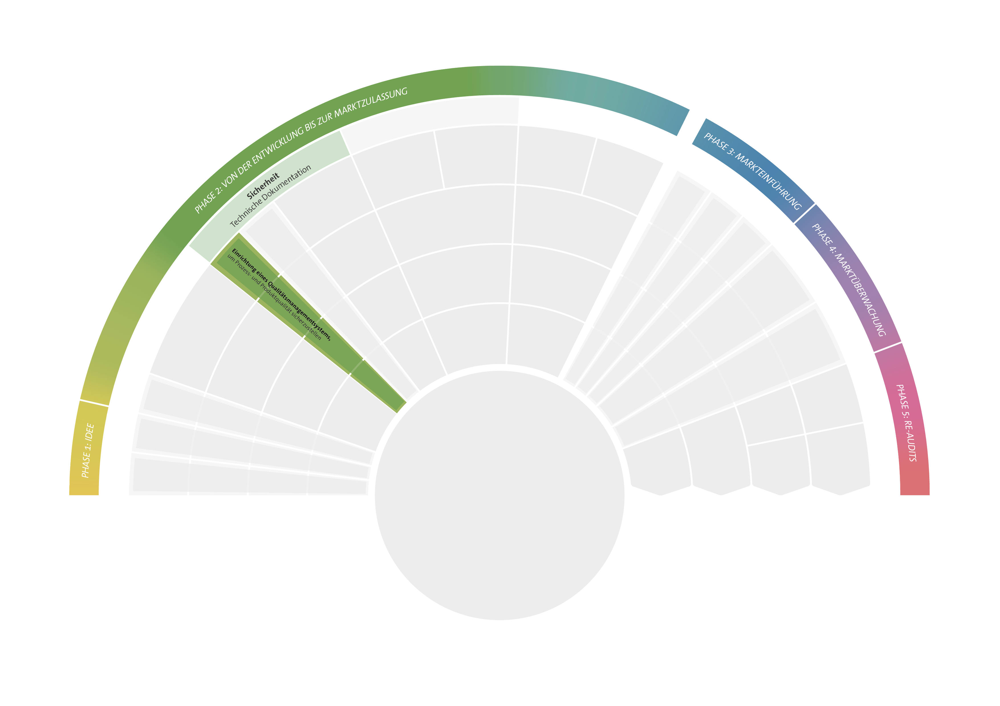 PHASE 1: IDEE
PHASE 2: VON DER ENTWICKLUNG BIS ZUR MARKTZULASSUNG
Sicherheit
Technische Dokumentation
Einrichtung eines Qualitätsmanagementsystems,
um Prozess- und Produktqualität sicherzustellen
PHASE 3: MARKTEINFÜHRUNG
PHASE 4: MARKTÜBERWACHUNG
PHASE 5: RE-AUDITS